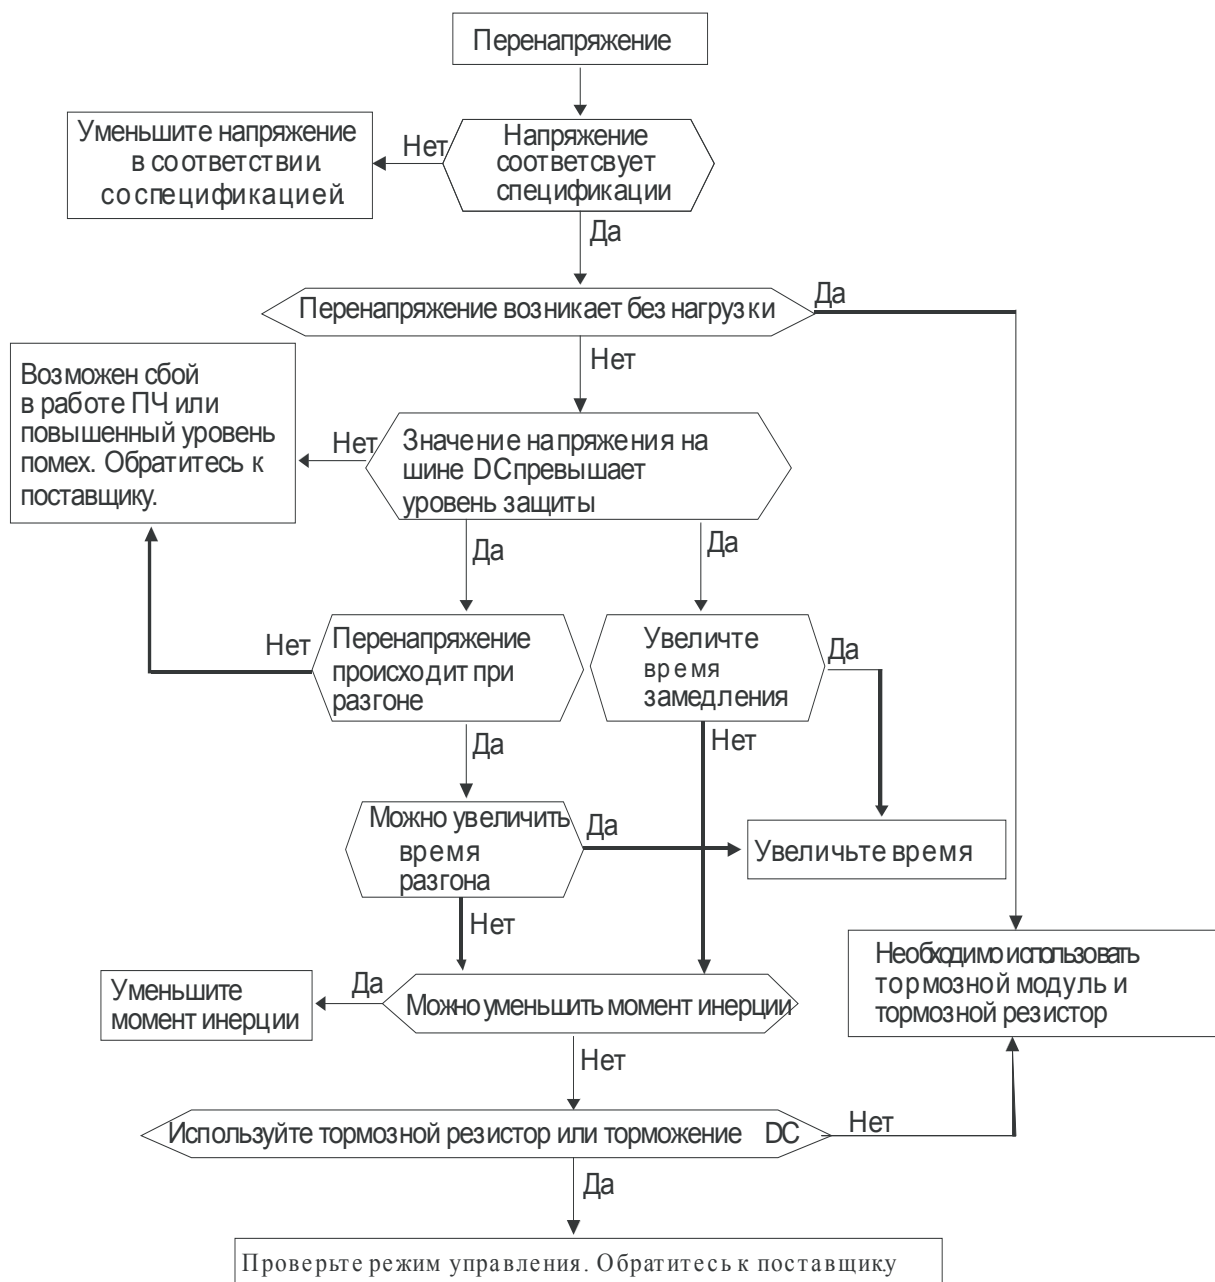 Перенапряжение
Уменьшите напряжение
в соответствии.
со спецификацией.
Нет
Напряжение
соответсвует
спецификации
Да
Перенапряжение возникает без нагрузки
Да
Нет
Возможен сбой
в работе ПЧ или
повышенный уровень
помех. Обратитесь к
поставщику.
Нет
Значение напряжения на
шине DC превышает
уровень защиты
Да
Да
Нет
Перенапряжение
происходит при
разгоне
Увеличте
время
замедления
Да
Да
Нет
Можно увеличить
время
разгона
Да
Увеличьте время
Нет
Необходимо использовать
тормозной модуль и
тормозной резистор
Уменьшите
момент инерции
Да
Можно уменьшить момент инерции
Нет
Используйте тормозной резистор или торможение DC
Нет
Да
Проверьте режим управления. Обратитесь к поставщику